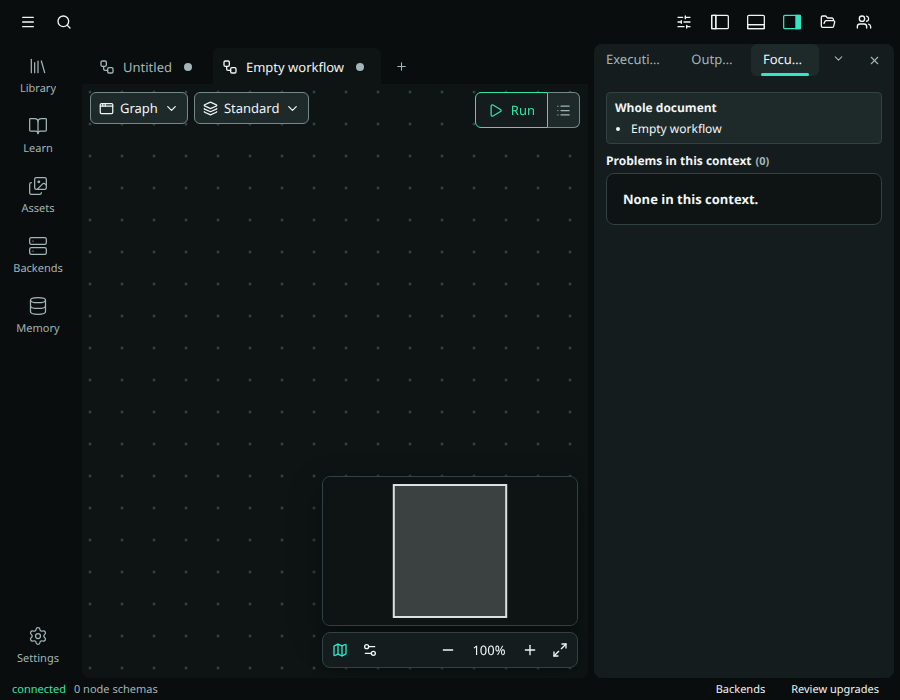 Library
Learn
Assets
Backends
Memory
Settings
Untitled
Empty workflow
Graph
Standard
Run
100%
Executi...
Outp...
Focu...
Whole document
• Empty workflow
Problems in this context (0)
None in this context.
connected 0 node schemas
Backends
Review upgrades